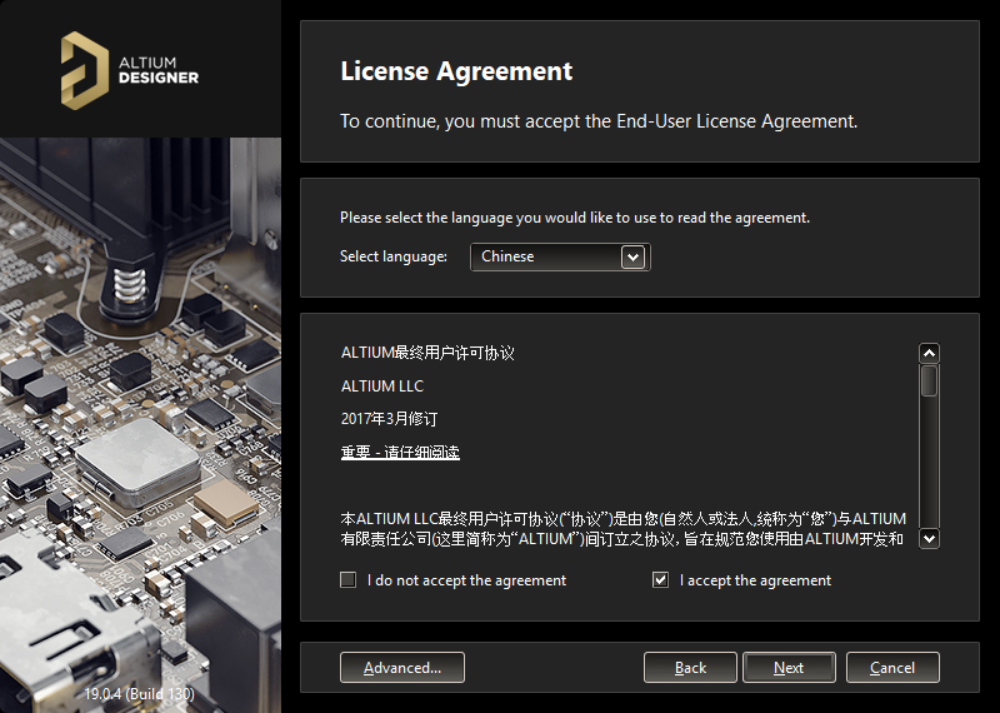 ALTIUM
DESIGNER
License Agreement
To continue, you must accept the End-User License Agreement.
Please select the language you would like to use to read the agreement.
Select language:
Chinese
ALTIUM最终用户许可协议
ALTIUM LLC
2017年3月修订
重要 - 请仔细阅读
本ALTIUM LLC最终用户许可协议(“协议”)是由您(自然人或法人,统称为“您”)与ALTIUM
有限责任公司(这里简称为“ALTIUM”)间订立之协议, 旨在规范您使用由ALTIUM开发和
I do not accept the agreement
I accept the agreement
19.0.4 (Build 130)
Advanced...
Back
Next
Cancel